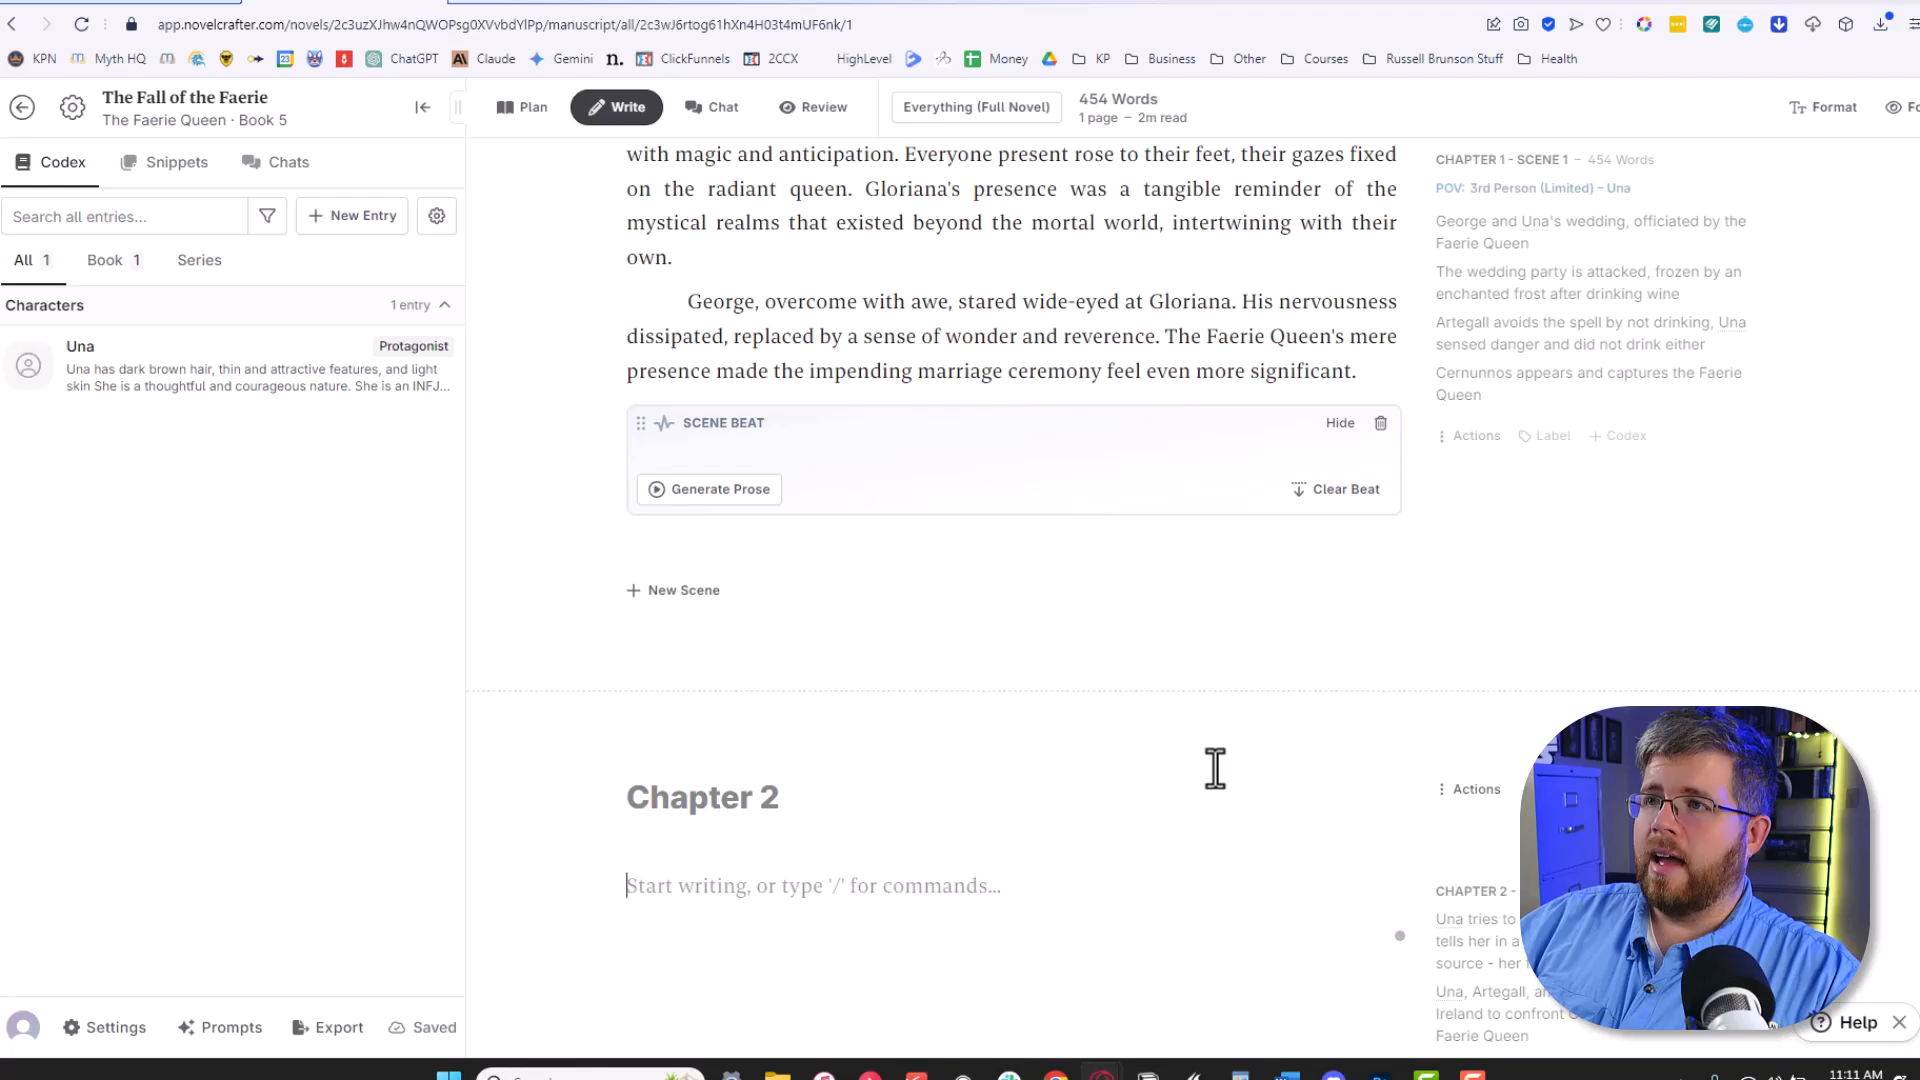 app.novelcrafter.com/novels/2c3uzXJhw4nQWOPsg0XVvbdYlPp/manuscript/all/2c3wJ6rtog61hXn4H03t4mUF6nk/1
KPN Myth HQ ChatGPT Claude Gemini n. ClickFunnels 2CCX HighLevel Money KP Business Other Courses Russell Brunson Stuff Health
The Fall of the Faerie
The Faerie Queen · Book 5
Plan Write Chat Review Everything (Full Novel)
454 Words
1 page – 2m read
Format
Codex Snippets Chats
Search all entries...
New Entry
All 1 Book 1 Series
Characters 1 entry
Una Protagonist
Una has dark brown hair, thin and attractive features, and light
skin She is a thoughtful and courageous nature. She is an INFJ...
with magic and anticipation. Everyone present rose to their feet, their gazes fixed
on the radiant queen. Gloriana's presence was a tangible reminder of the
mystical realms that existed beyond the mortal world, intertwining with their
own.
George, overcome with awe, stared wide-eyed at Gloriana. His nervousness
dissipated, replaced by a sense of wonder and reverence. The Faerie Queen's mere
presence made the impending marriage ceremony feel even more significant.
SCENE BEAT Hide
Generate Prose Clear Beat
New Scene
Chapter 2
Start writing, or type '/' for commands...
CHAPTER 1 - SCENE 1 – 454 Words
POV: 3rd Person (Limited) – Una
George and Una's wedding, officiated by the
Faerie Queen
The wedding party is attacked, frozen by an
enchanted frost after drinking wine
Artegall avoids the spell by not drinking, Una
sensed danger and did not drink either
Cernunnos appears and captures the Faerie
Queen
Actions Label + Codex
Actions
CHAPTER 2 -
Una tries to
tells her in a
source - her
Una, Artegall, an
Ireland to confront
Faerie Queen
Settings Prompts Export Saved
Help
11:11 AM